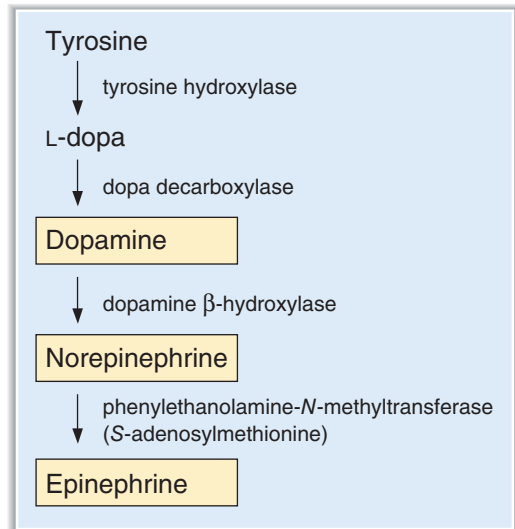 Tyrosine
tyrosine hydroxylase
L-dopa
dopa decarboxylase
Dopamine
dopamine β-hydroxylase
Norepinephrine
phenylethanolamine-N-methyltransferase
(S-adenosylmethionine)
Epinephrine